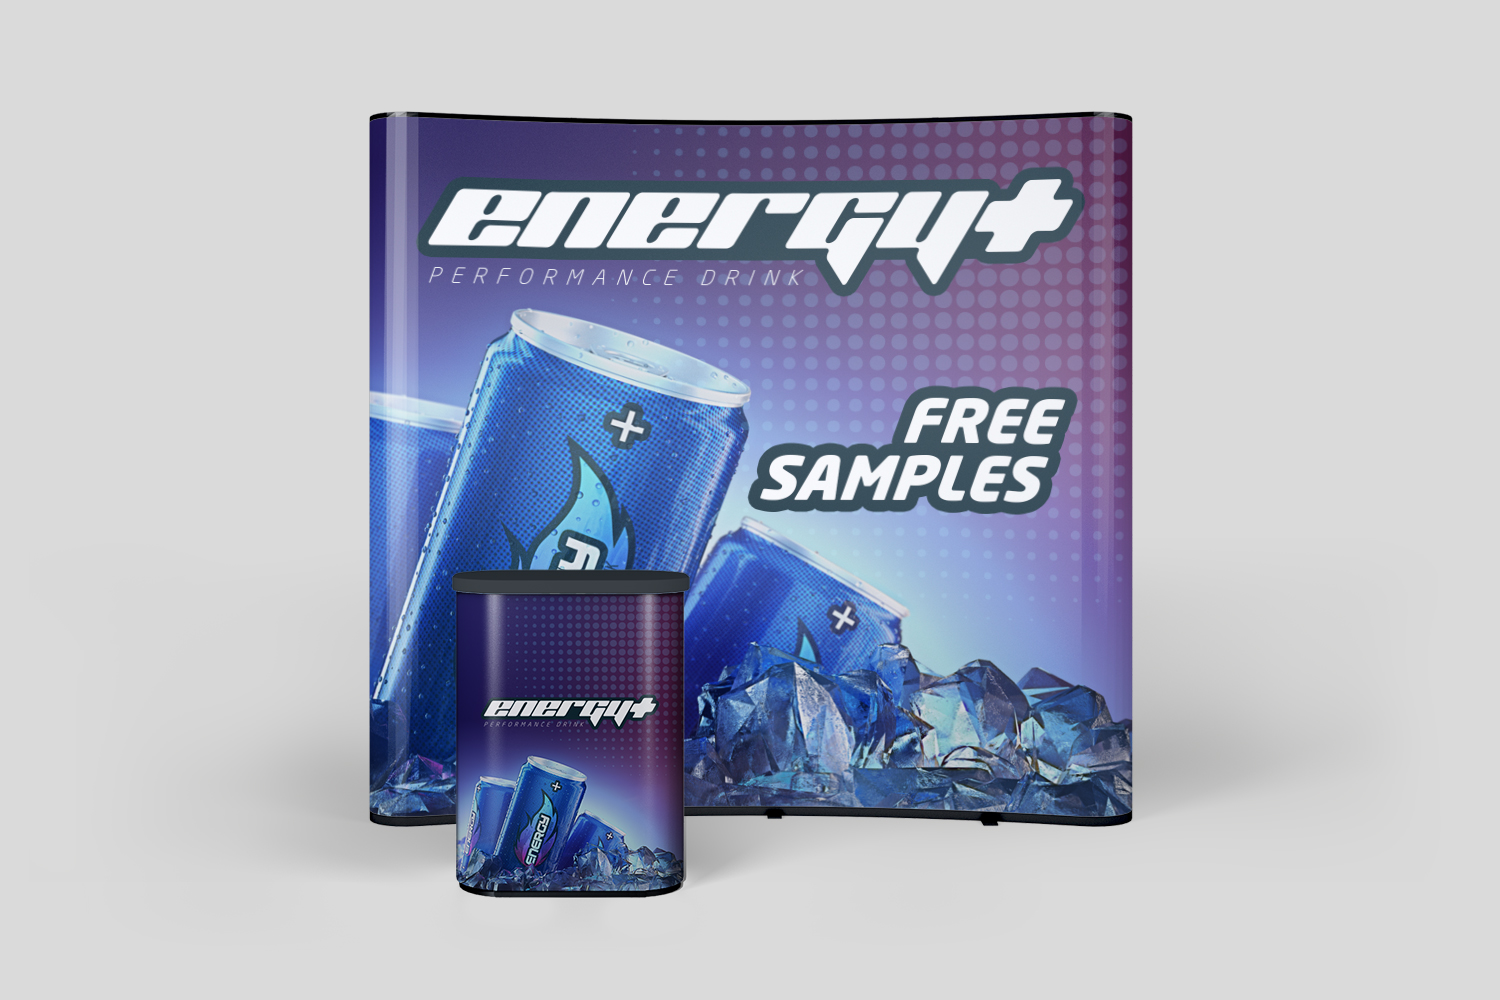 energy+
PERFORMANCE DRINK
FREE
SAMPLES
energy+
PERFORMANCE DRINK
ENERGY